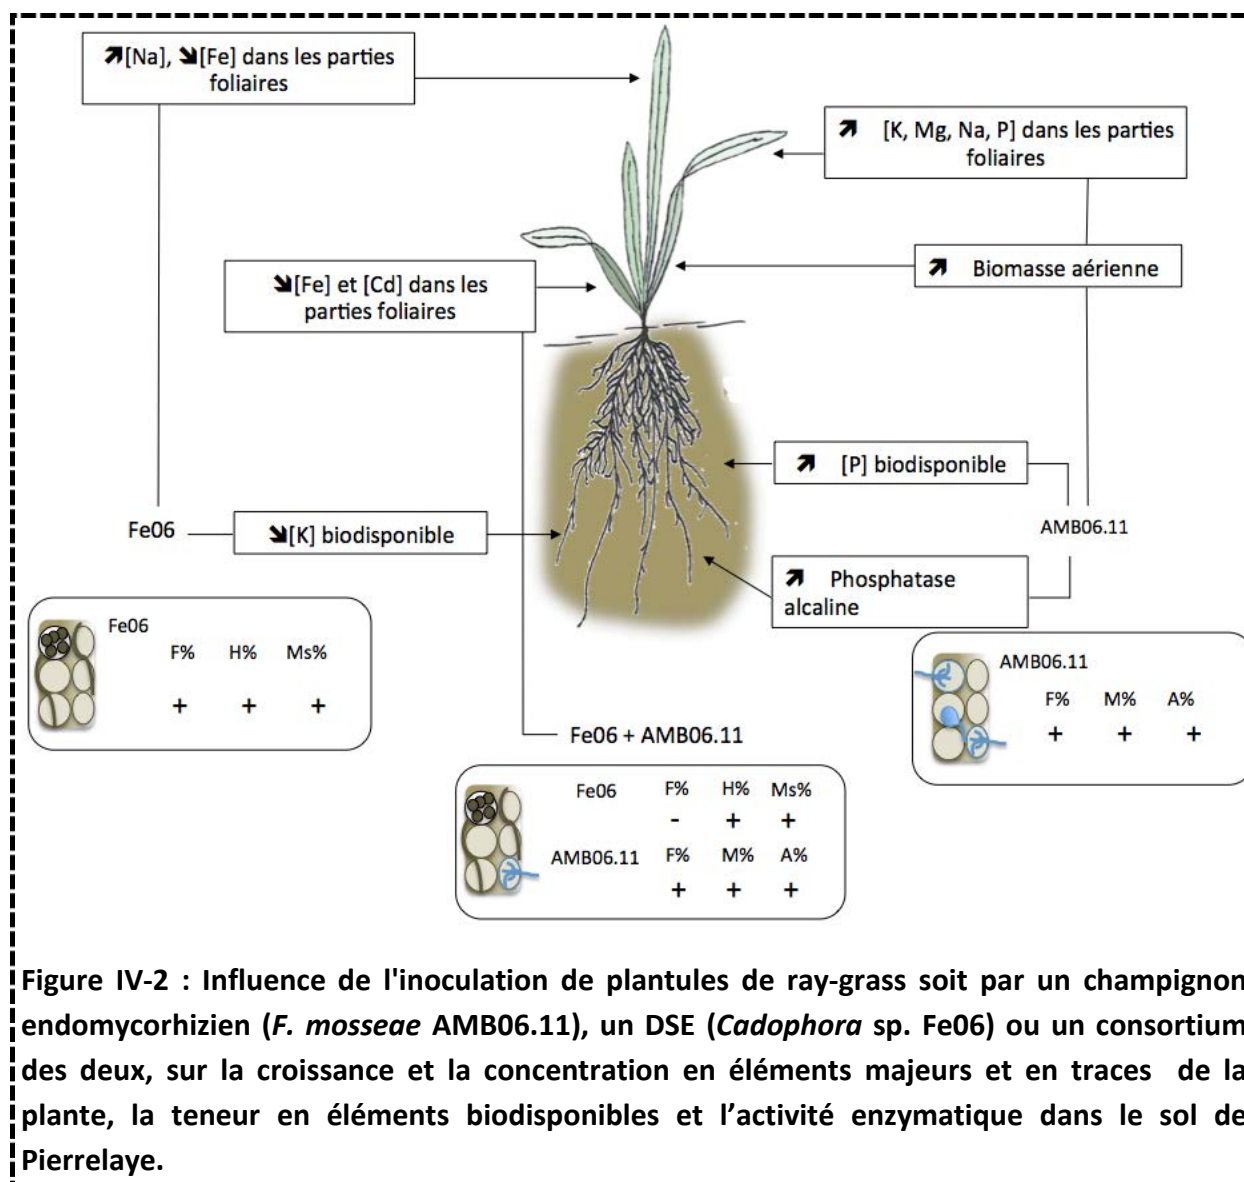 ↗[Na], ↘[Fe] dans les parties
foliaires
↗ [K, Mg, Na, P] dans les parties
foliaires
↗ Biomasse aérienne
↘[Fe] et [Cd] dans les
parties foliaires
↗ [P] biodisponible
Fe06
↘[K] biodisponible
AMB06.11
↗ Phosphatase
alcaline
Fe06
F% H% Ms%
+ + +
AMB06.11
F% M% A%
+ + +
Fe06 + AMB06.11
Fe06 F% H% Ms%
- + +
AMB06.11 F% M% A%
+ + +
Figure IV-2 : Influence de l'inoculation de plantules de ray-grass soit par un champignon
endomycorhizien (F. mosseae AMB06.11), un DSE (Cadophora sp. Fe06) ou un consortium
des deux, sur la croissance et la concentration en éléments majeurs et en traces de la
plante, la teneur en éléments biodisponibles et l’activité enzymatique dans le sol de
Pierrelaye.